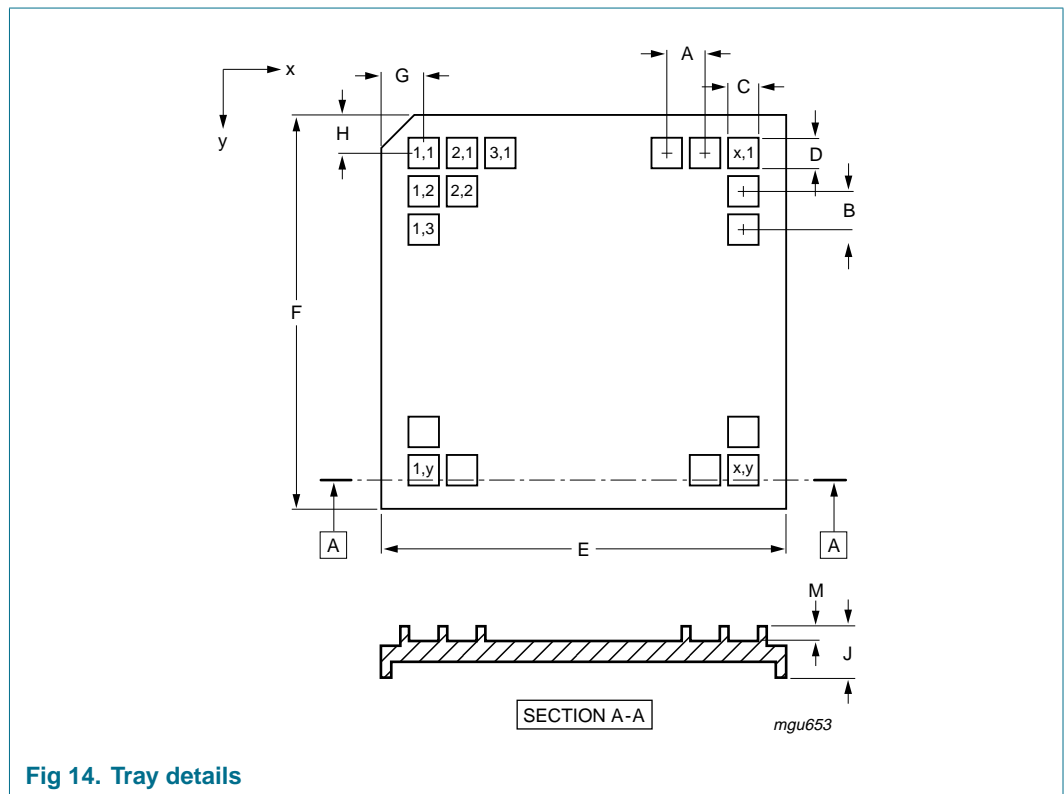 x
y
G
A
C
H
D
B
1,1 2,1 3,1 x,1
1,2 2,2
1,3
F
1,y x,y
A A
E
M
J
SECTION A-A
mgu653
Fig 14. Tray details